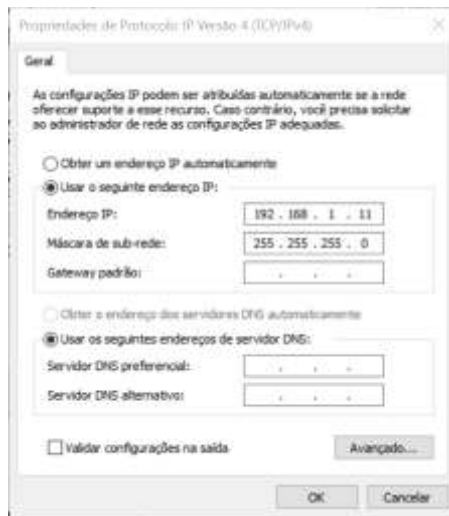 Propriedades de Protocolo IP Versão 4 (TCP/IPv4)
Geral
As configurações IP podem ser atribuídas automaticamente se a rede
oferecer suporte a esse recurso. Caso contrário, você precisa solicitar
ao administrador de rede as configurações IP adequadas.
Obter um endereço IP automaticamente
Usar o seguinte endereço IP:
Endereço IP: 192 . 168 . 1 . 11
Máscara de sub-rede: 255 . 255 . 255 . 0
Gateway padrão: . . .
Obter o endereço dos servidores DNS automaticamente
Usar os seguintes endereços de servidor DNS:
Servidor DNS preferencial: . . .
Servidor DNS alternativo: . . .
Validar configurações na saída Avançado...
OK Cancelar